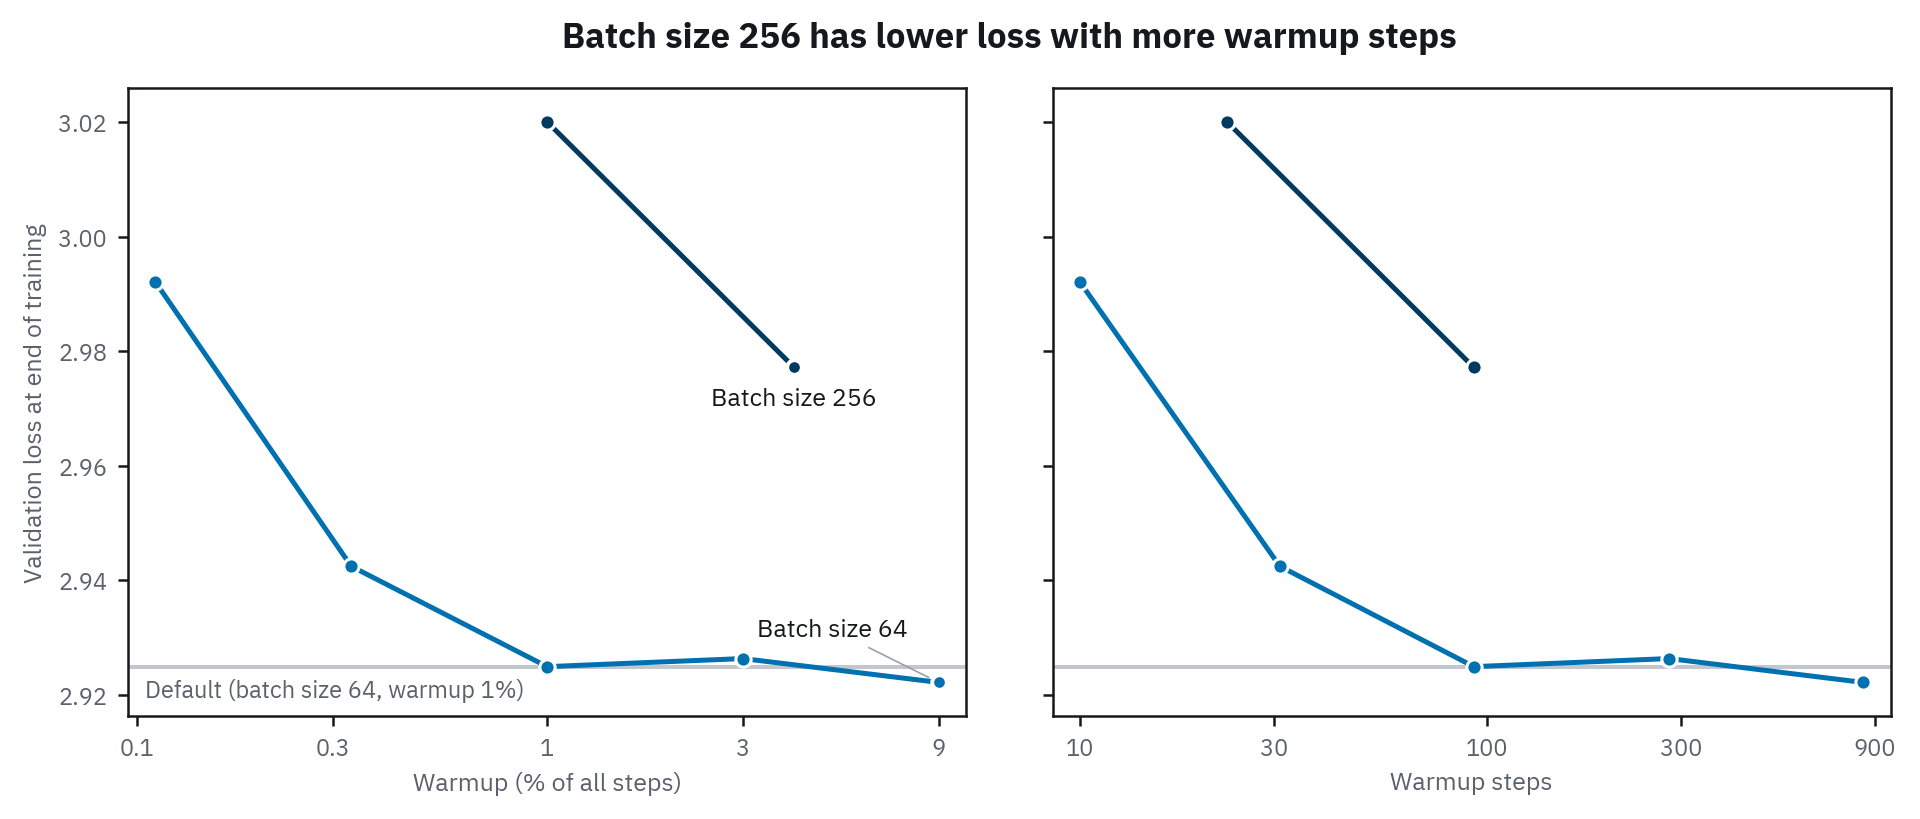 Batch size 256 has lower loss with more warmup steps
Validation loss at end of training
3.02
3.00
2.98
2.96
2.94
2.92
Batch size 256
Batch size 64
Default (batch size 64, warmup 1%)
0.1 0.3 1 3 9
Warmup (% of all steps)
10 30 100 300 900
Warmup steps